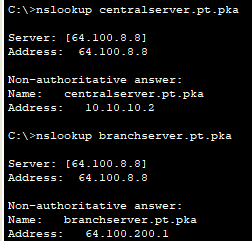 C:\>nslookup centralserver.pt.pka
Server: [64.100.8.8]
Address:  64.100.8.8
Non-authoritative answer:
Name:   centralserver.pt.pka
Address:   10.10.10.2
C:\>nslookup branchserver.pt.pka
Server: [64.100.8.8]
Address:  64.100.8.8
Non-authoritative answer:
Name:   branchserver.pt.pka
Address:   64.100.200.1